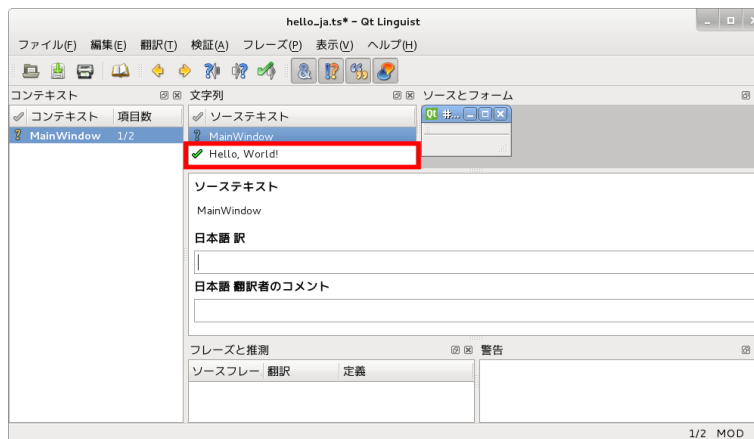 hello_ja.ts* - Qt Linguist
ファイル(F) 編集(E) 翻訳(T) 検証(A) フレーズ(P) 表示(V) ヘルプ(H)
コンテキスト
文字列
ソースとフォーム
コンテキスト 項目数
ソーステキスト
MainWindow 1/2
MainWindow
Hello, World!
ソーステキスト
MainWindow
日本語 訳
日本語 翻訳者のコメント
フレーズと推測
警告
ソースフレー 翻訳 定義
1/2 MOD